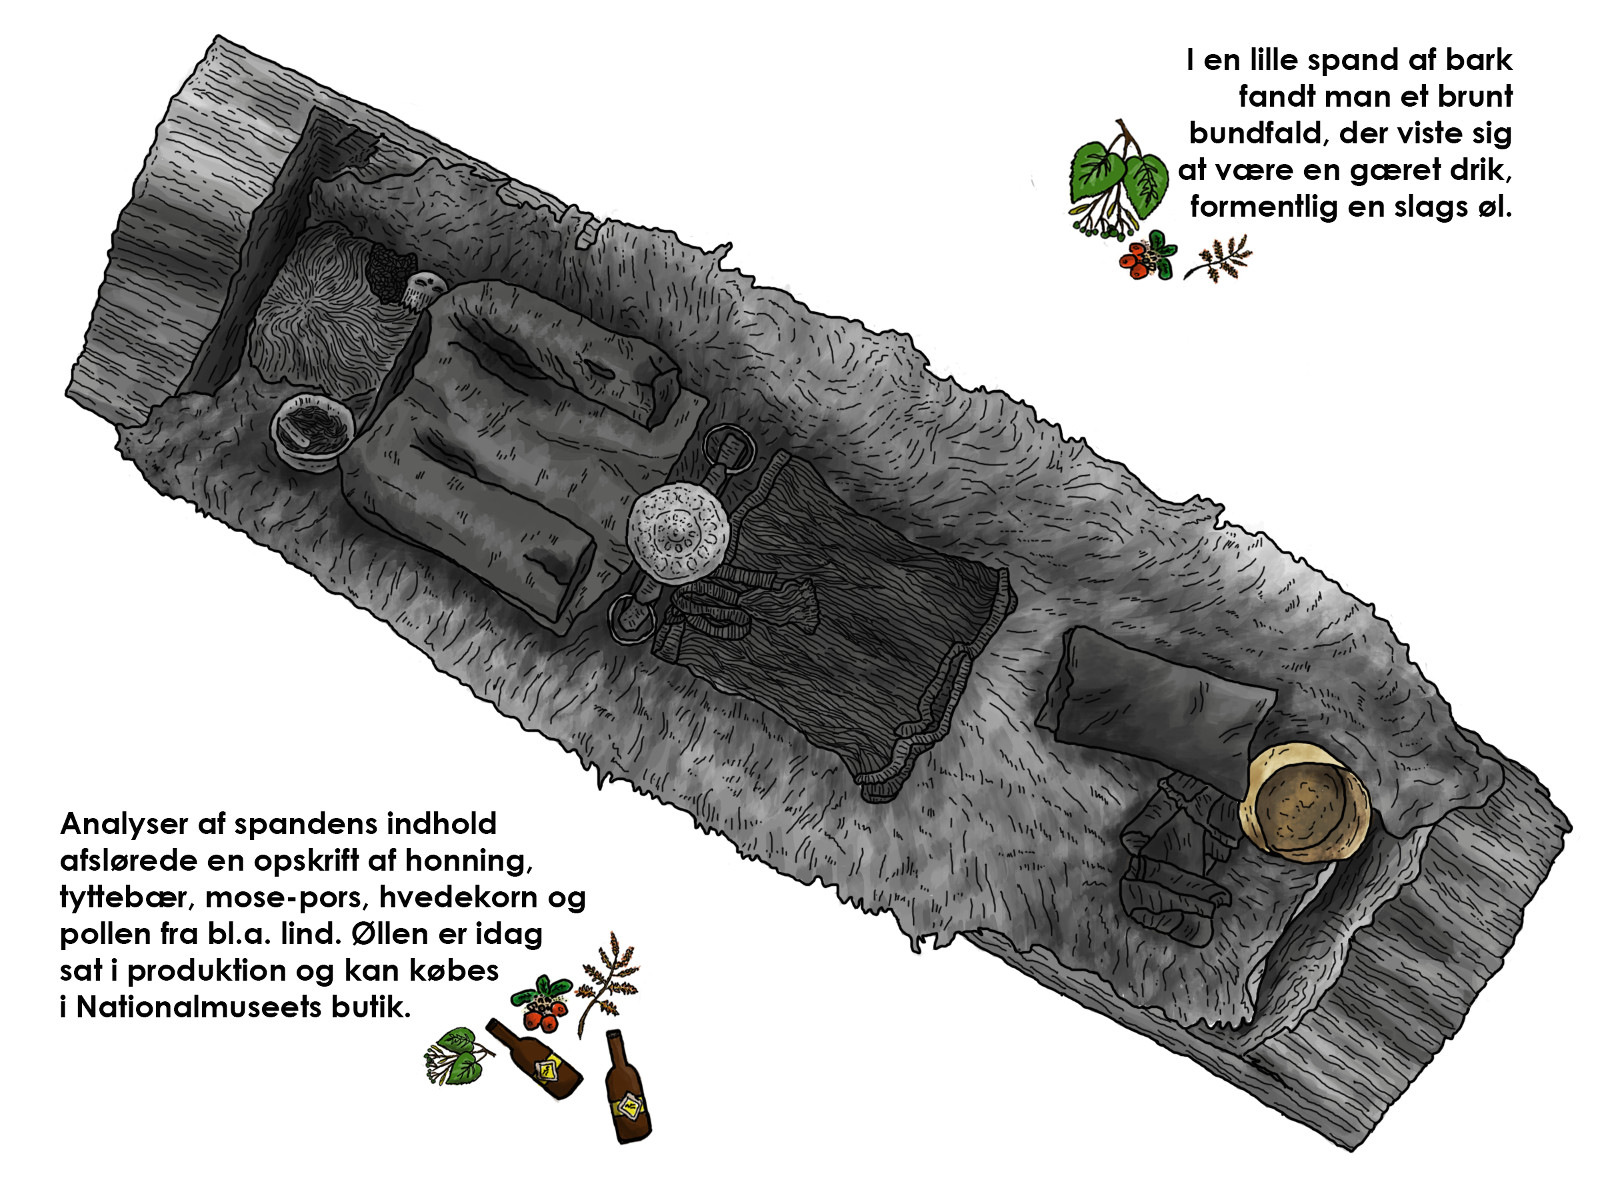 I en lille spand af bark
fandt man et brunt
bundfald, der viste sig
at være en gæret drik,
formentlig en slags øl.
Analyser af spandens indhold
afslørede en opskrift af honning,
tyttebær, mose-pors, hvedekorn og
pollen fra bl.a. lind. Øllen er idag
sat i produktion og kan købes
i Nationalmuseets butik.